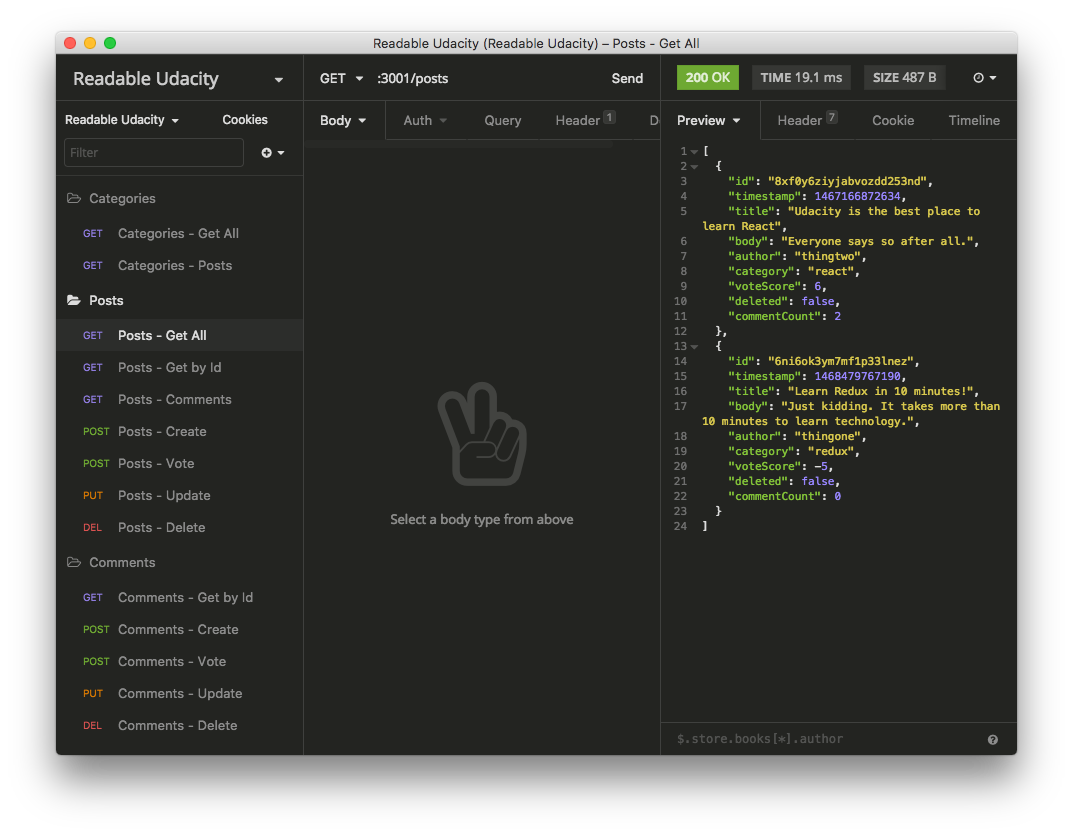 Readable Udacity (Readable Udacity) – Posts - Get All
Readable Udacity
Readable Udacity
Cookies
Filter
Categories
GET Categories - Get All
GET Categories - Posts
Posts
GET Posts - Get All
GET Posts - Get by Id
GET Posts - Comments
POST Posts - Create
POST Posts - Vote
PUT Posts - Update
DEL Posts - Delete
Comments
GET Comments - Get by Id
POST Comments - Create
POST Comments - Vote
PUT Comments - Update
DEL Comments - Delete
GET :3001/posts Send
Body Auth Query Header 1
Select a body type from above
200 OK TIME 19.1 ms SIZE 487 B
Preview Header 7 Cookie Timeline
1 [
2 {
3 "id": "8xf0y6ziyjabvozdd253nd",
4 "timestamp": 1467166872634,
5 "title": "Udacity is the best place to
learn React",
6 "body": "Everyone says so after all.",
7 "author": "thingtwo",
8 "category": "react",
9 "voteScore": 6,
10 "deleted": false,
11 "commentCount": 2
12 },
13 {
14 "id": "6ni6ok3ym7mf1p33lnez",
15 "timestamp": 1468479767190,
16 "title": "Learn Redux in 10 minutes!",
17 "body": "Just kidding. It takes more than
10 minutes to learn technology.",
18 "author": "thingone",
19 "category": "redux",
20 "voteScore": -5,
21 "deleted": false,
22 "commentCount": 0
23 }
24 ]
$.store.books[*].author